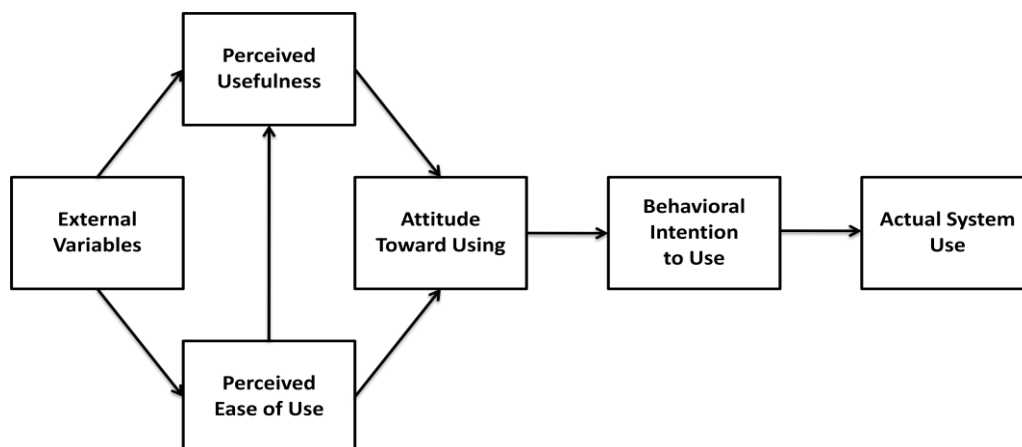 Perceived
Usefulness
External
Variables
Attitude
Toward Using
Behavioral
Intention
to Use
Actual System
Use
Perceived
Ease of Use